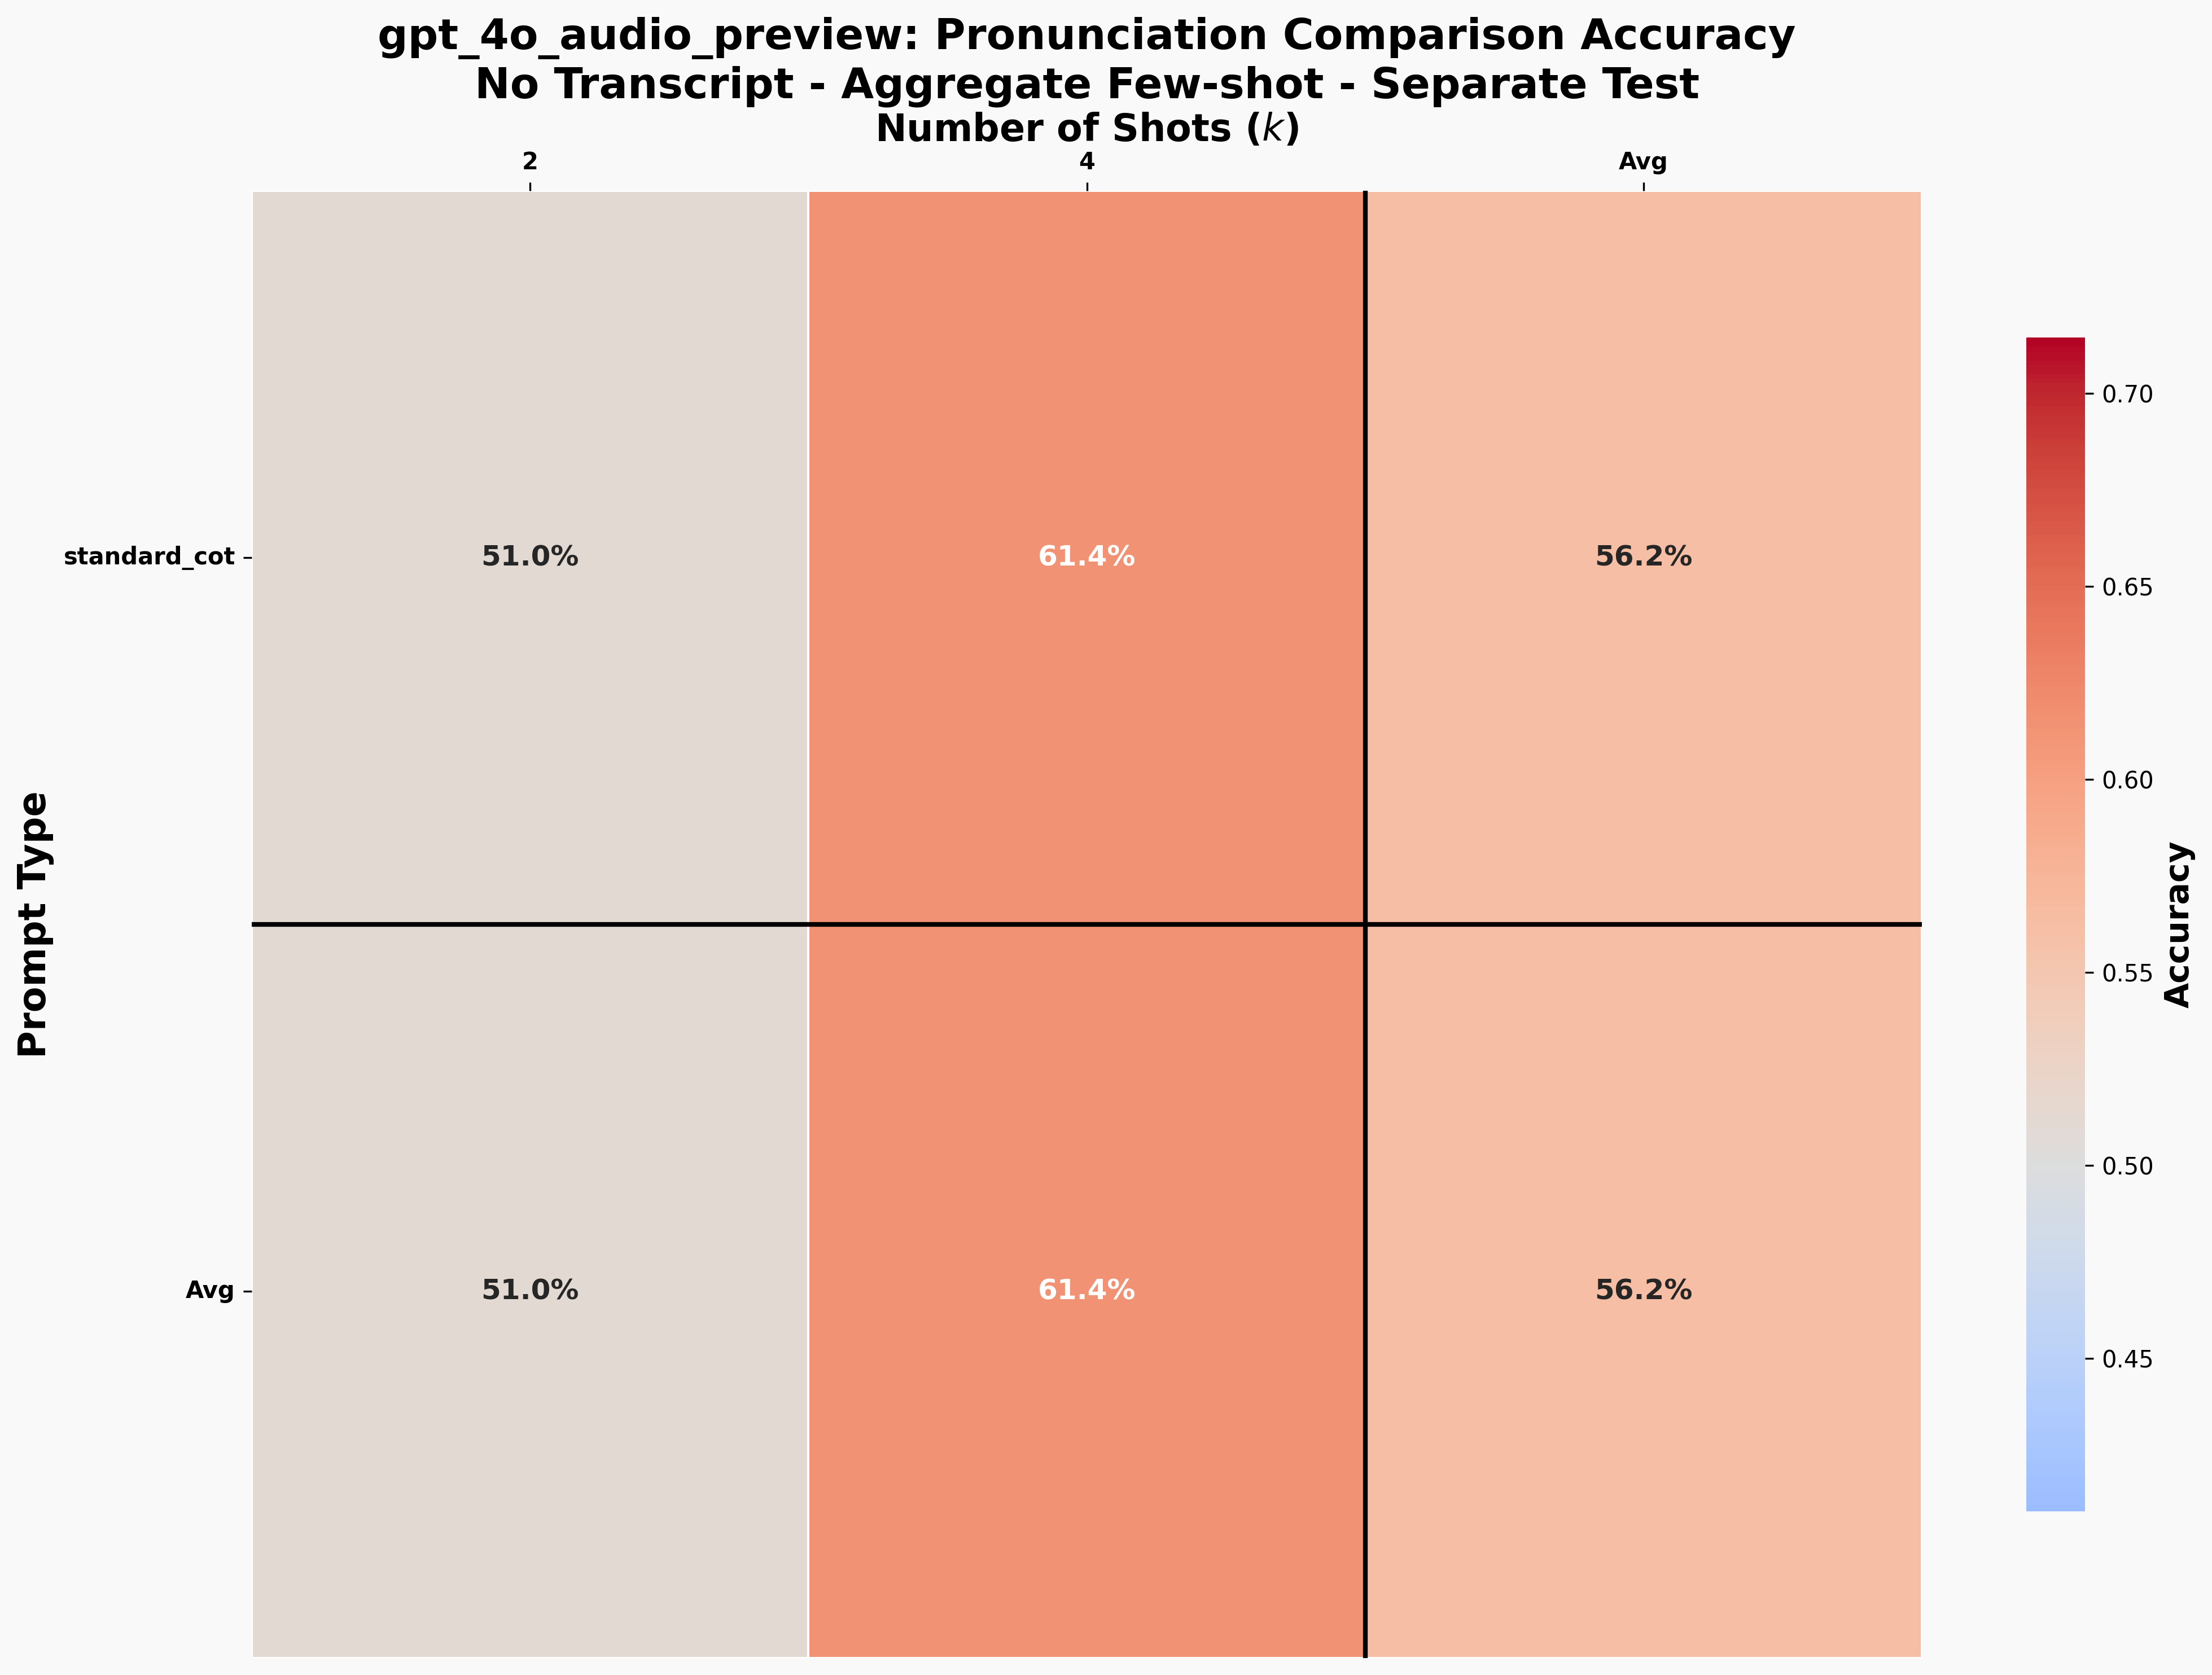 gpt_4o_audio_preview: Pronunciation Comparison Accuracy
No Transcript - Aggregate Few-shot - Separate Test
Number of Shots (k)
2 4 Avg
standard_cot 51.0% 61.4% 56.2%
Avg 51.0% 61.4% 56.2%
Prompt Type
0.70
0.65
0.60
0.55
0.50
0.45
Accuracy